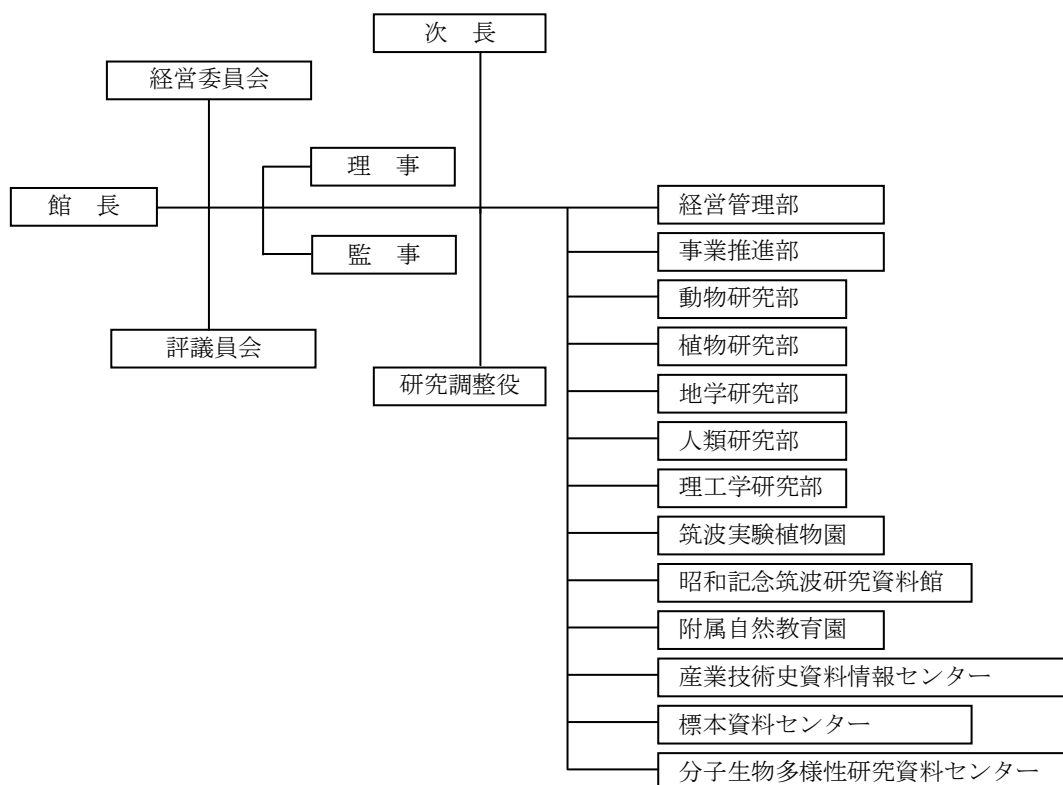 次　長
経営委員会
理　事
館　長
監　事
評議員会
研究調整役
経営管理部
事業推進部
動物研究部
植物研究部
地学研究部
人類研究部
理工学研究部
筑波実験植物園
昭和記念筑波研究資料館
附属自然教育園
産業技術史資料情報センター
標本資料センター
分子生物多様性研究資料センター